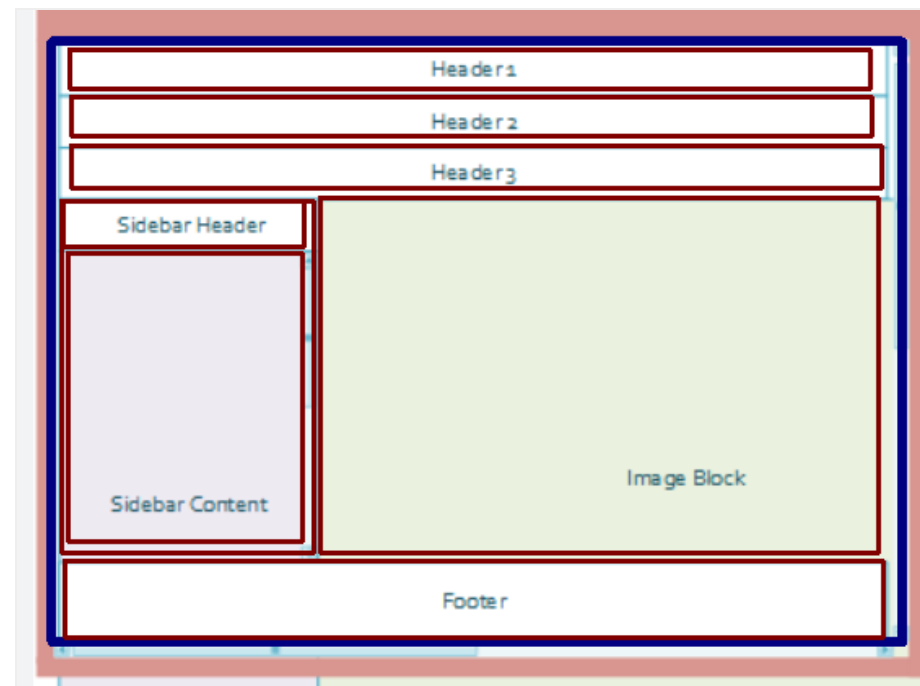 Header1
Header2
Header3
Sidebar Header
Image Block
Sidebar Content
Footer